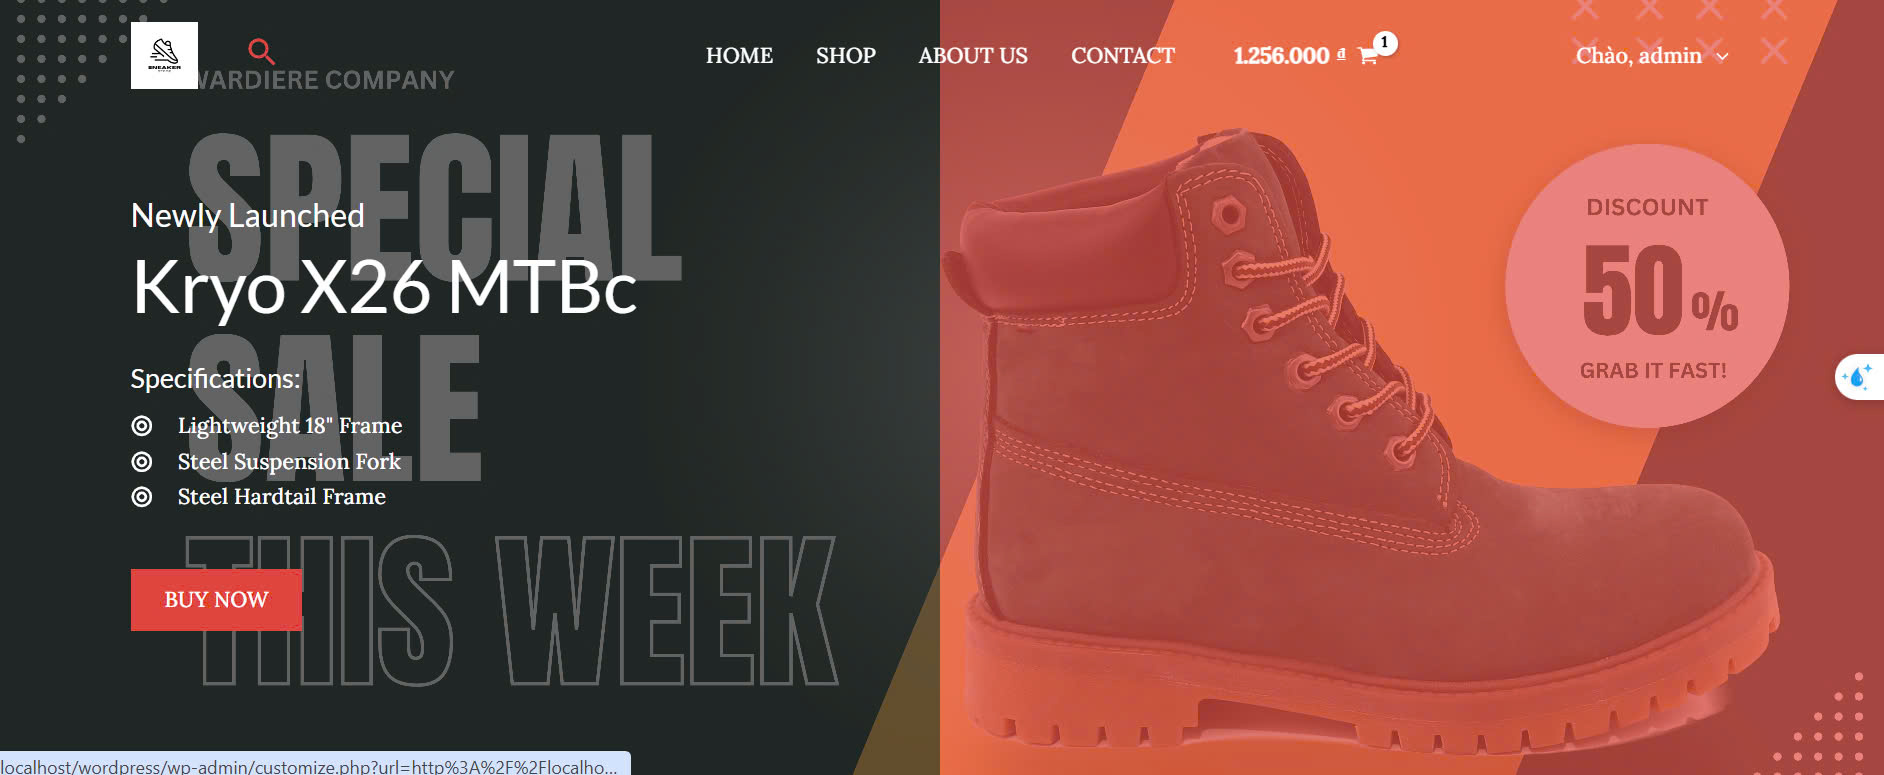 SNEAKER
WARDIERE COMPANY
HOME
SHOP
ABOUT US
CONTACT
1.256.000 ₫
1
Chào, admin
SPECIAL
Newly Launched
Kryo X26 MTBc
SALE
Specifications:
Lightweight 18" Frame
Steel Suspension Fork
Steel Hardtail Frame
THIS WEEK
BUY NOW
DISCOUNT
50 %
GRAB IT FAST!
localhost/wordpress/wp-admin/customize.php?url=http%3A%2F%2Flocalho...